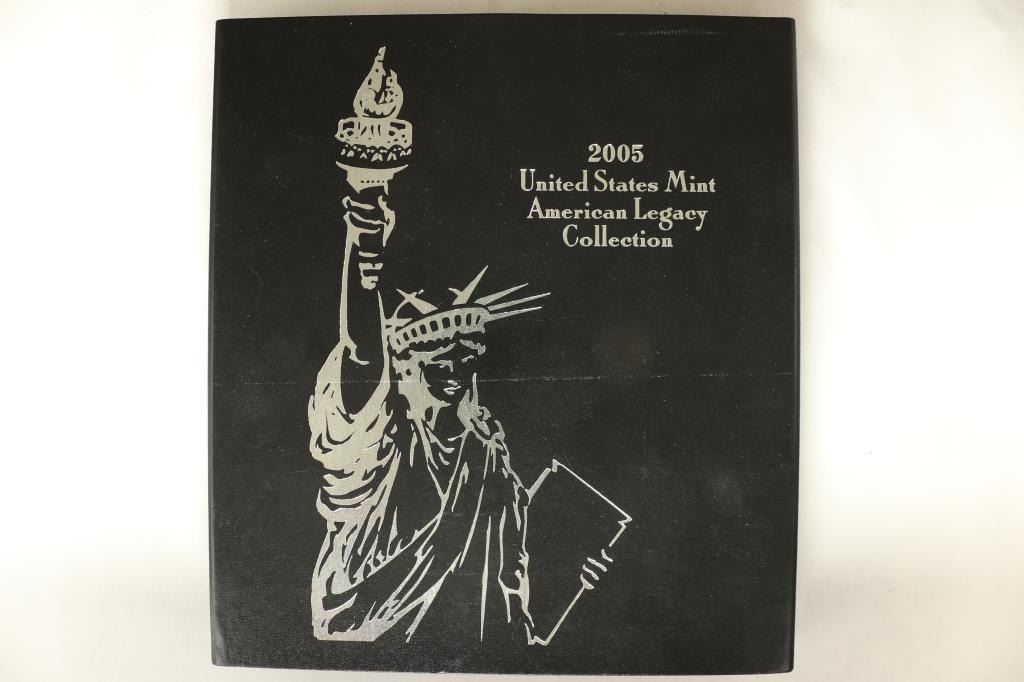 2005
United States Mint
American Legacy
Collection